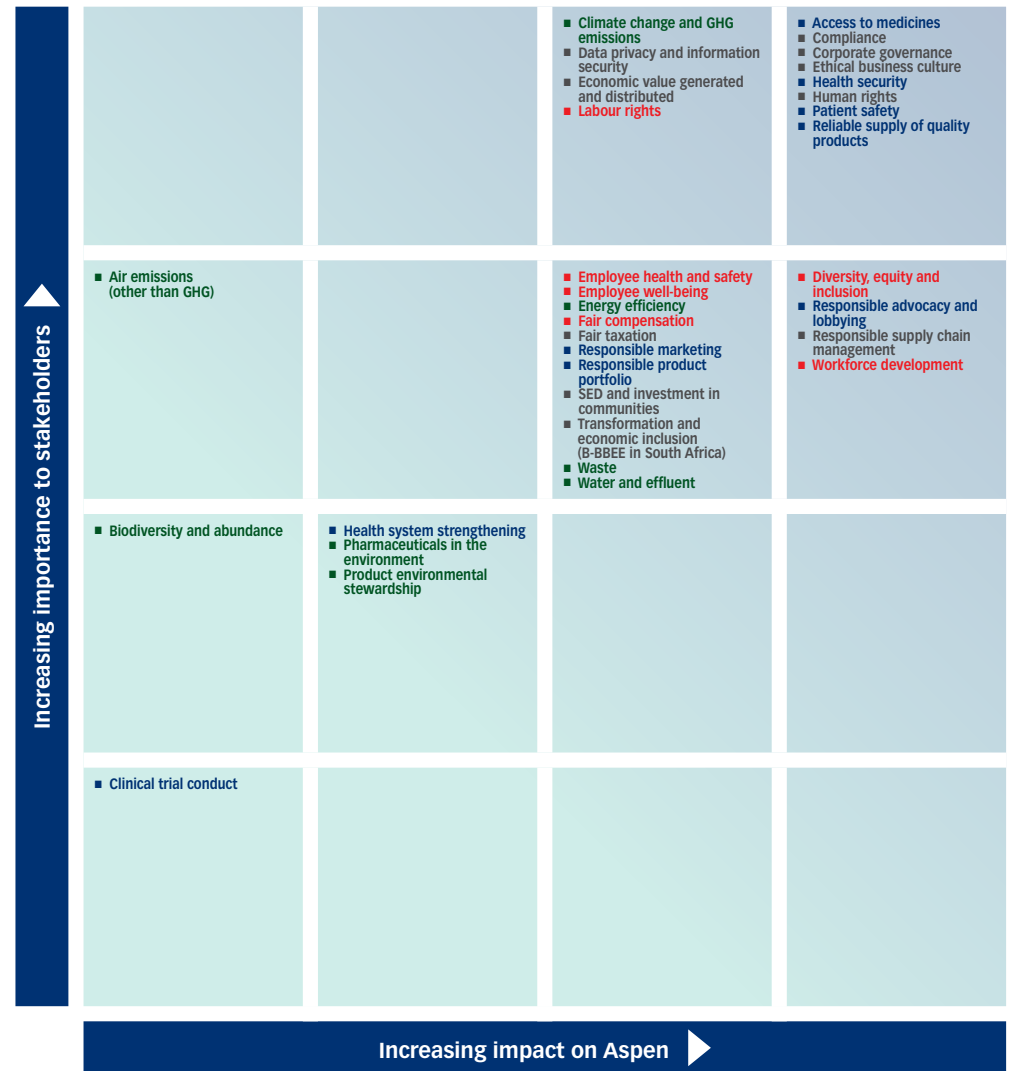 Increasing importance to stakeholders
■ Climate change and GHG
emissions
■ Data privacy and information
security
■ Economic value generated
and distributed
■ Labour rights
■ Access to medicines
■ Compliance
■ Corporate governance
■ Ethical business culture
■ Health security
■ Human rights
■ Patient safety
■ Reliable supply of quality
products
■ Air emissions
(other than GHG)
■ Employee health and safety
■ Employee well-being
■ Energy efficiency
■ Fair compensation
■ Fair taxation
■ Responsible marketing
■ Responsible product
portfolio
■ SED and investment in
communities
■ Transformation and
economic inclusion
(B-BBEE in South Africa)
■ Waste
■ Water and effluent
■ Diversity, equity and
inclusion
■ Responsible advocacy and
lobbying
■ Responsible supply chain
management
■ Workforce development
■ Biodiversity and abundance
■ Health system strengthening
■ Pharmaceuticals in the
environment
■ Product environmental
stewardship
■ Clinical trial conduct
Increasing impact on Aspen